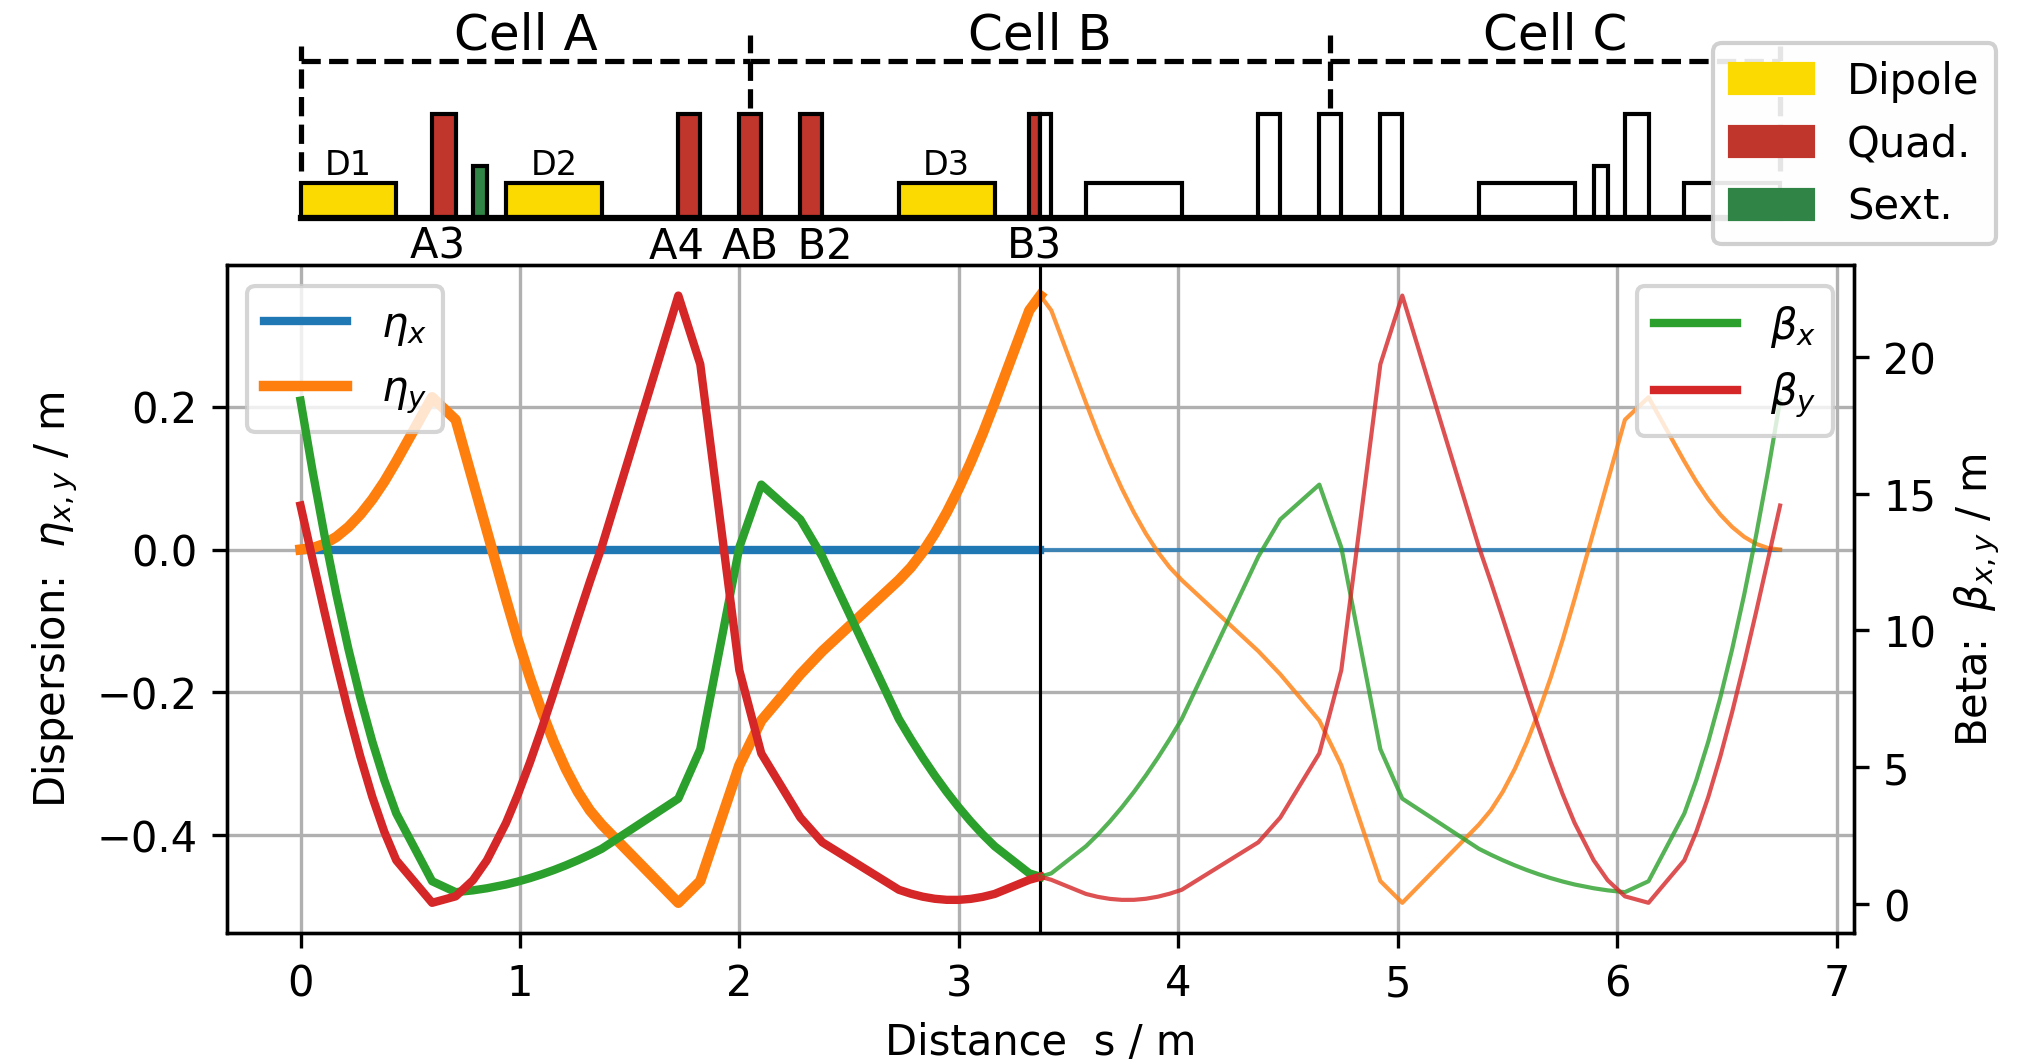 Cell A Cell B Cell C
Dipole
Quad.
Sext.
D1 D2 D3
A3 A4 AB B2 B3
ηx
ηy
βx
βy
Dispersion: ηx,y / m
0.2
0.0
−0.2
−0.4
Beta: βx,y / m
20
15
10
5
0
0 1 2 3 4 5 6 7
Distance s / m